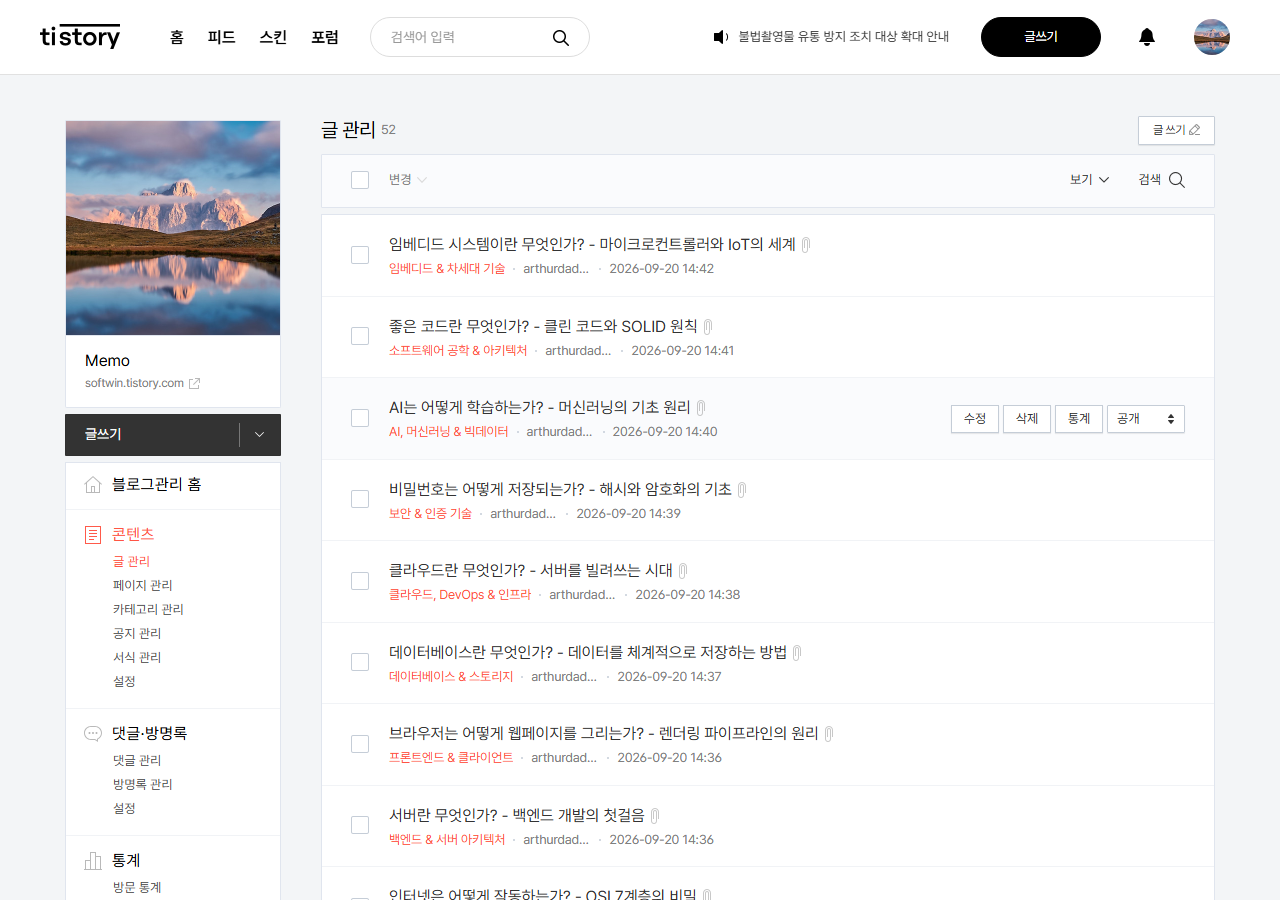 tistory 홈 피드 스킨 포럼 검색어 입력 불법촬영물 유통 방지 조치 대상 확대 안내 글쓰기
글 관리 52 글 쓰기
변경 보기 검색
Memo
softwin.tistory.com
글쓰기
블로그관리 홈
콘텐츠
글 관리
페이지 관리
카테고리 관리
공지 관리
서식 관리
설정
댓글·방명록
댓글 관리
방명록 관리
설정
통계
방문 통계
임베디드 시스템이란 무엇인가? - 마이크로컨트롤러와 IoT의 세계
임베디드 & 차세대 기술 · arthurdad... · 2026-09-20 14:42
좋은 코드란 무엇인가? - 클린 코드와 SOLID 원칙
소프트웨어 공학 & 아키텍처 · arthurdad... · 2026-09-20 14:41
AI는 어떻게 학습하는가? - 머신러닝의 기초 원리
AI, 머신러닝 & 빅데이터 · arthurdad... · 2026-09-20 14:40
수정 삭제 통계 공개
비밀번호는 어떻게 저장되는가? - 해시와 암호화의 기초
보안 & 인증 기술 · arthurdad... · 2026-09-20 14:39
클라우드란 무엇인가? - 서버를 빌려쓰는 시대
클라우드, DevOps & 인프라 · arthurdad... · 2026-09-20 14:38
데이터베이스란 무엇인가? - 데이터를 체계적으로 저장하는 방법
데이터베이스 & 스토리지 · arthurdad... · 2026-09-20 14:37
브라우저는 어떻게 웹페이지를 그리는가? - 렌더링 파이프라인의 원리
프론트엔드 & 클라이언트 · arthurdad... · 2026-09-20 14:36
서버란 무엇인가? - 백엔드 개발의 첫걸음
백엔드 & 서버 아키텍처 · arthurdad... · 2026-09-20 14:36
인터넷은 어떻게 작동하는가? - OSI 7계층의 비밀